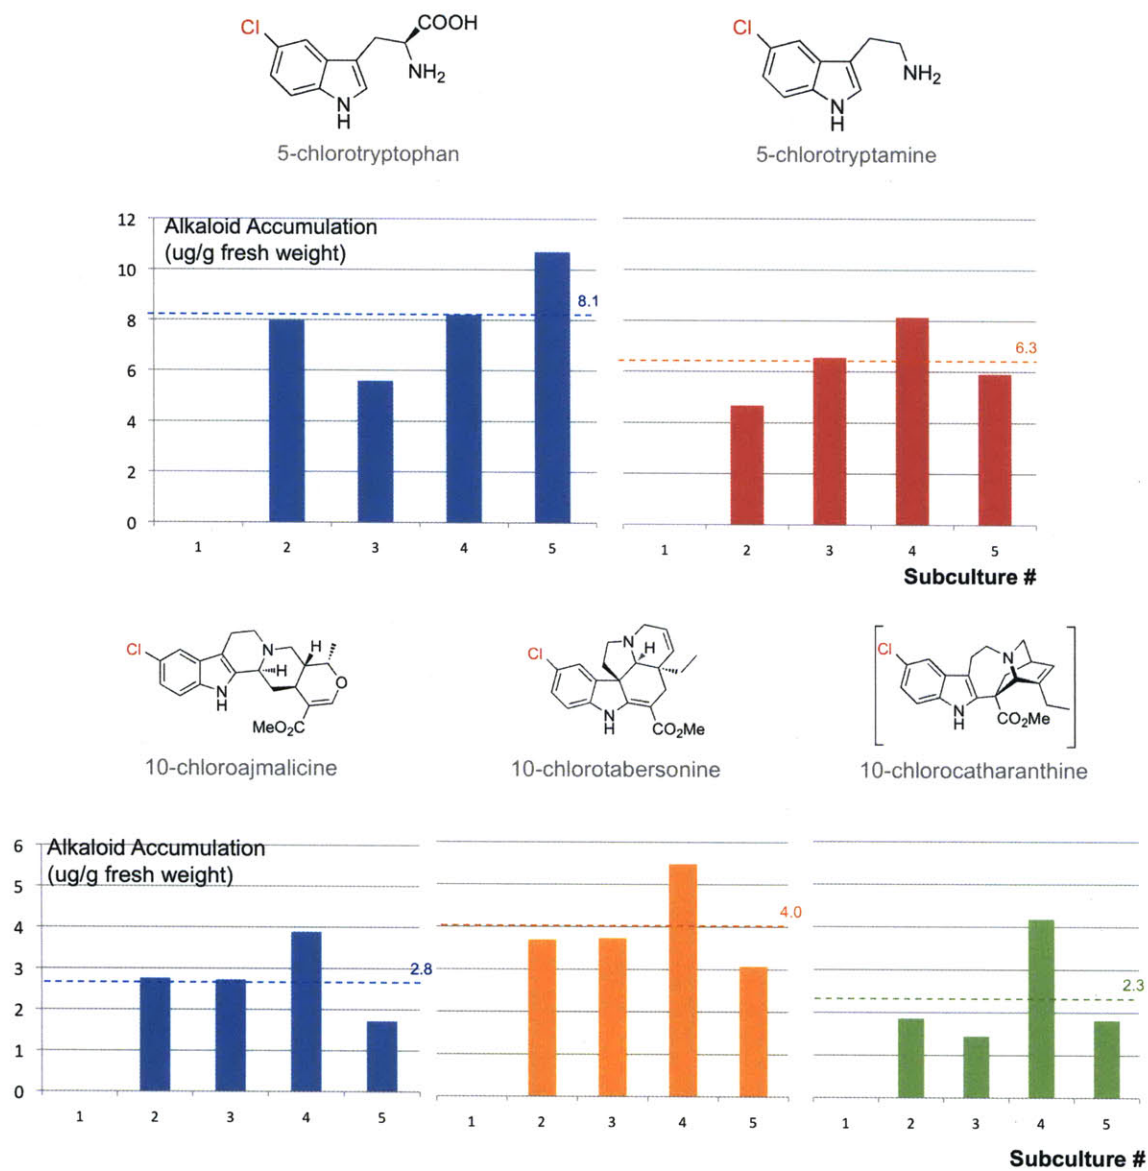 Cl
COOH
NH2
N
H
5-chlorotryptophan
Cl
NH2
N
H
5-chlorotryptamine
Alkaloid Accumulation
(ug/g fresh weight)
12
10
8
6
4
2
0
8.1
1 2 3 4 5
6.3
1 2 3 4 5
Subculture #
Cl
N
H
H
N
H
O
MeO2C
10-chloroajmalicine
Cl
N
H
N
H
CO2Me
10-chlorotabersonine
Cl
N
N
H
CO2Me
10-chlorocatharanthine
Alkaloid Accumulation
(ug/g fresh weight)
6
5
4
3
2
1
0
2.8
1 2 3 4 5
4.0
1 2 3 4 5
2.3
1 2 3 4 5
Subculture #